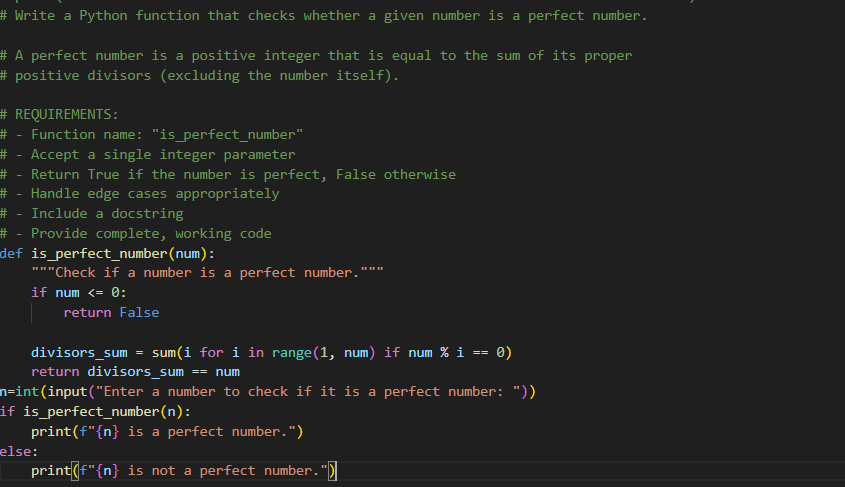 # Write a Python function that checks whether a given number is a perfect number.
# A perfect number is a positive integer that is equal to the sum of its proper
# positive divisors (excluding the number itself).
# REQUIREMENTS:
# - Function name: "is_perfect_number"
# - Accept a single integer parameter
# - Return True if the number is perfect, False otherwise
# - Handle edge cases appropriately
# - Include a docstring
# - Provide complete, working code
def is_perfect_number(num):
    """Check if a number is a perfect number."""
    if num <= 0:
        return False

    divisors_sum = sum(i for i in range(1, num) if num % i == 0)
    return divisors_sum == num
n=int(input("Enter a number to check if it is a perfect number: "))
if is_perfect_number(n):
    print(f"{n} is a perfect number.")
else:
    print(f"{n} is not a perfect number.")